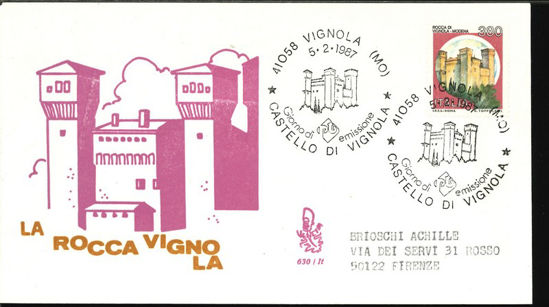 41058 VIGNOLA (MO)
5·2·1987
Giorno di emissione
★ CASTELLO DI VIGNOLA ★
ROCCA DI
VIGNOLA-MODENA
380
41058 VIGNOLA (MO)
5·2·1987
Giorno di emissione
★ CASTELLO DI VIGNOLA ★
LA ROCCA VIGNO
LA
630/It
BRIOSCHI ACHILLE
VIA DEI SERVI 31 ROSSO
50122 FIRENZE